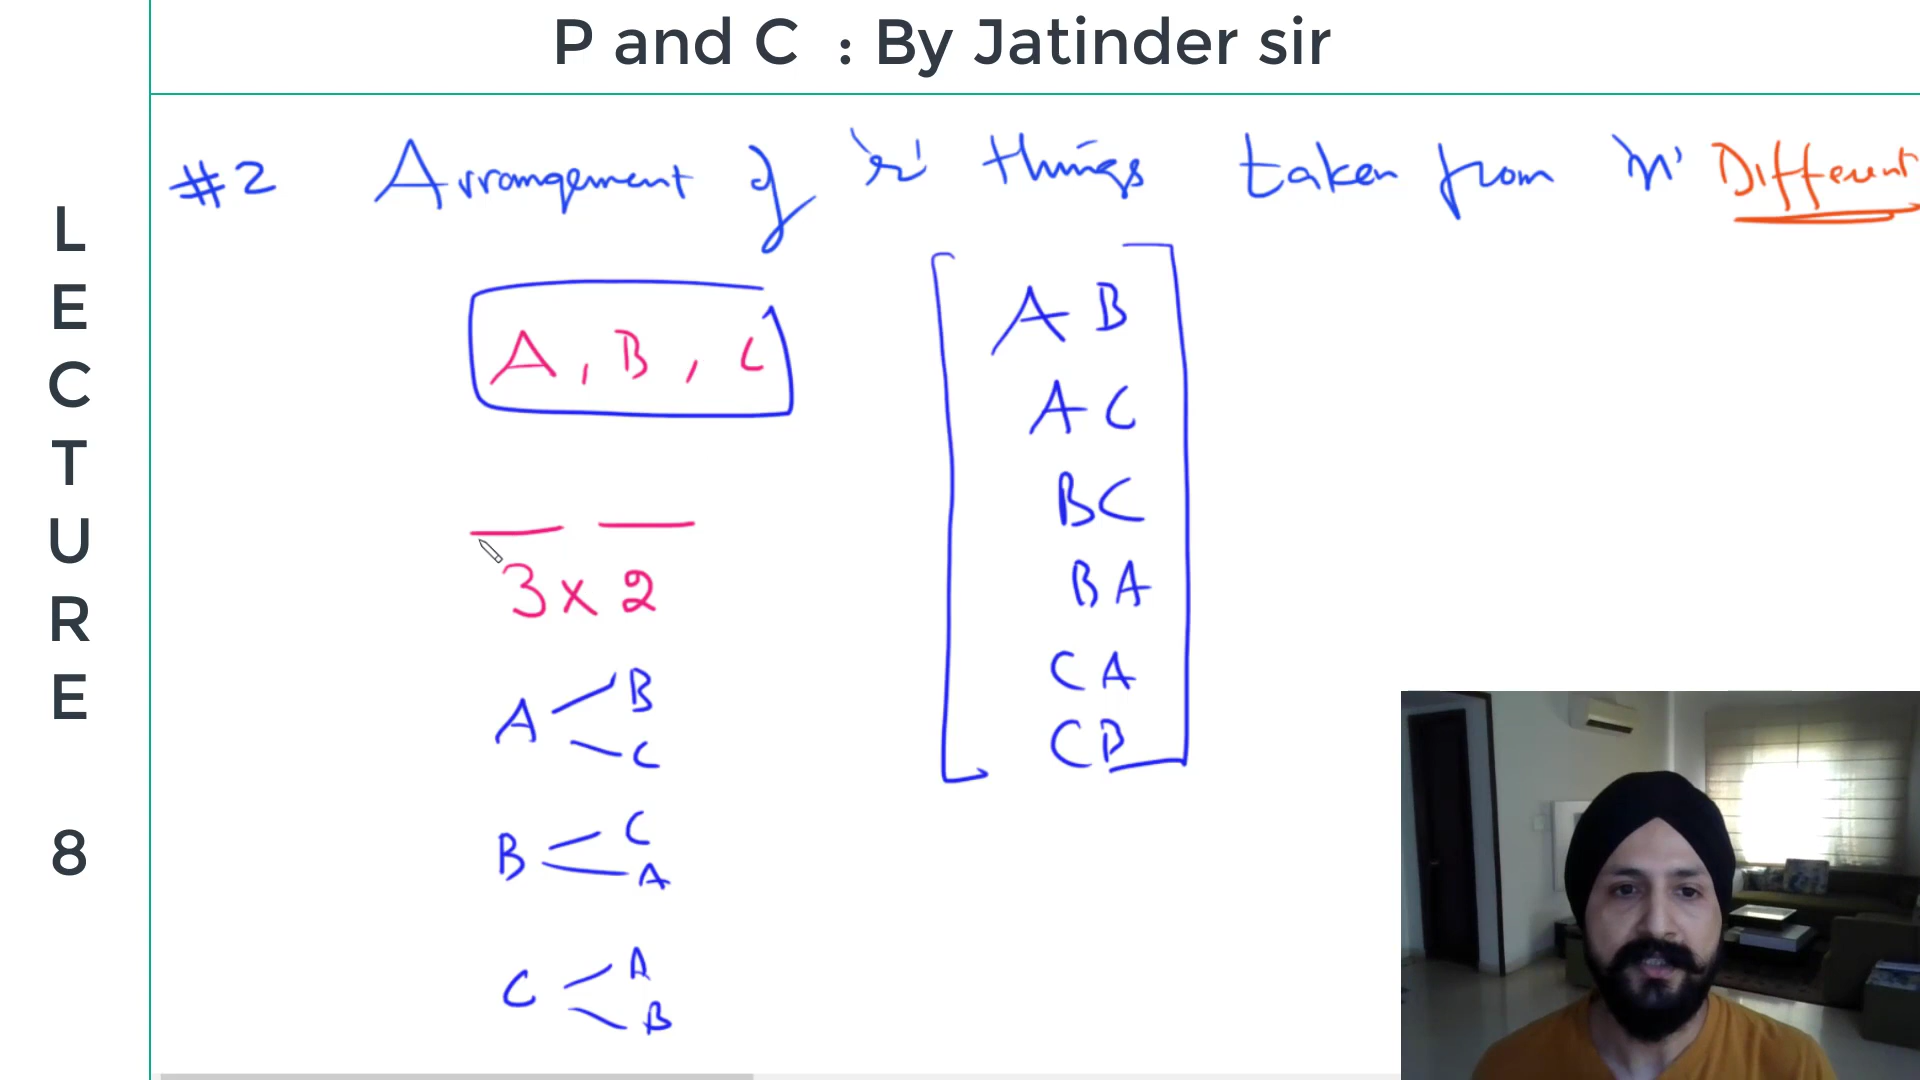 P and C : By Jatinder sir
LECTURE 8
#2 Arrangement of 'r' things taken from 'n' Different
A, B, C
3 x 2
A B
C
B C
A
C A
B
A B
A C
B C
B A
C A
C B